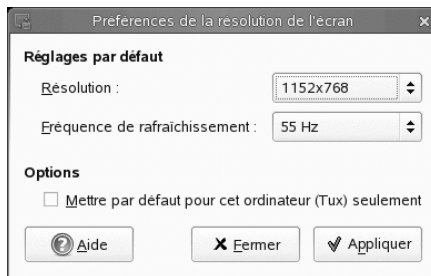 Préférences de la résolution de l'écran
Réglages par défaut
Résolution : 1152x768
Fréquence de rafraîchissement : 55 Hz
Options
Mettre par défaut pour cet ordinateur (Tux) seulement
Aide Fermer Appliquer